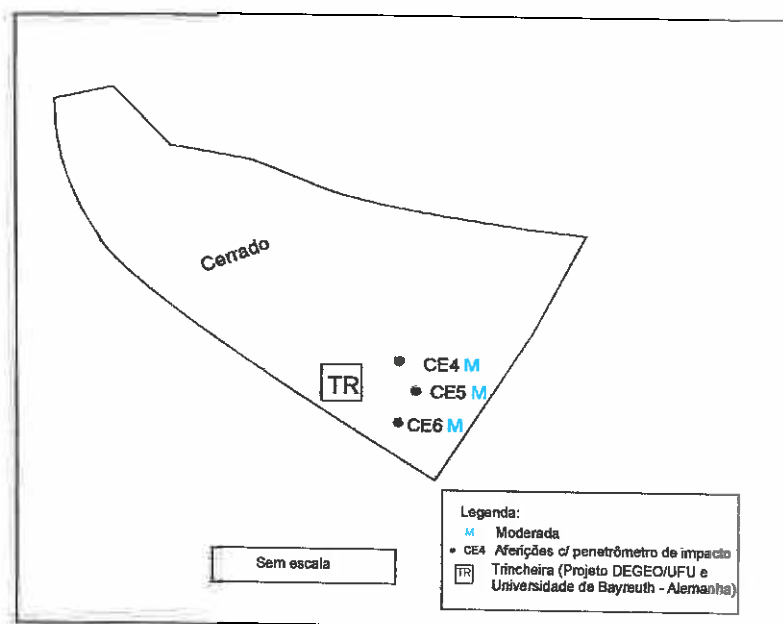 Cerrado
CE4 M
TR
CE5 M
CE6 M
Legenda:
M Moderada
CE4 Aferições c/ penetrômetro de impacto
TR Trincheira (Projeto DEGEO/UFU e
Universidade de Bayreuth - Alemanha)
Sem escala